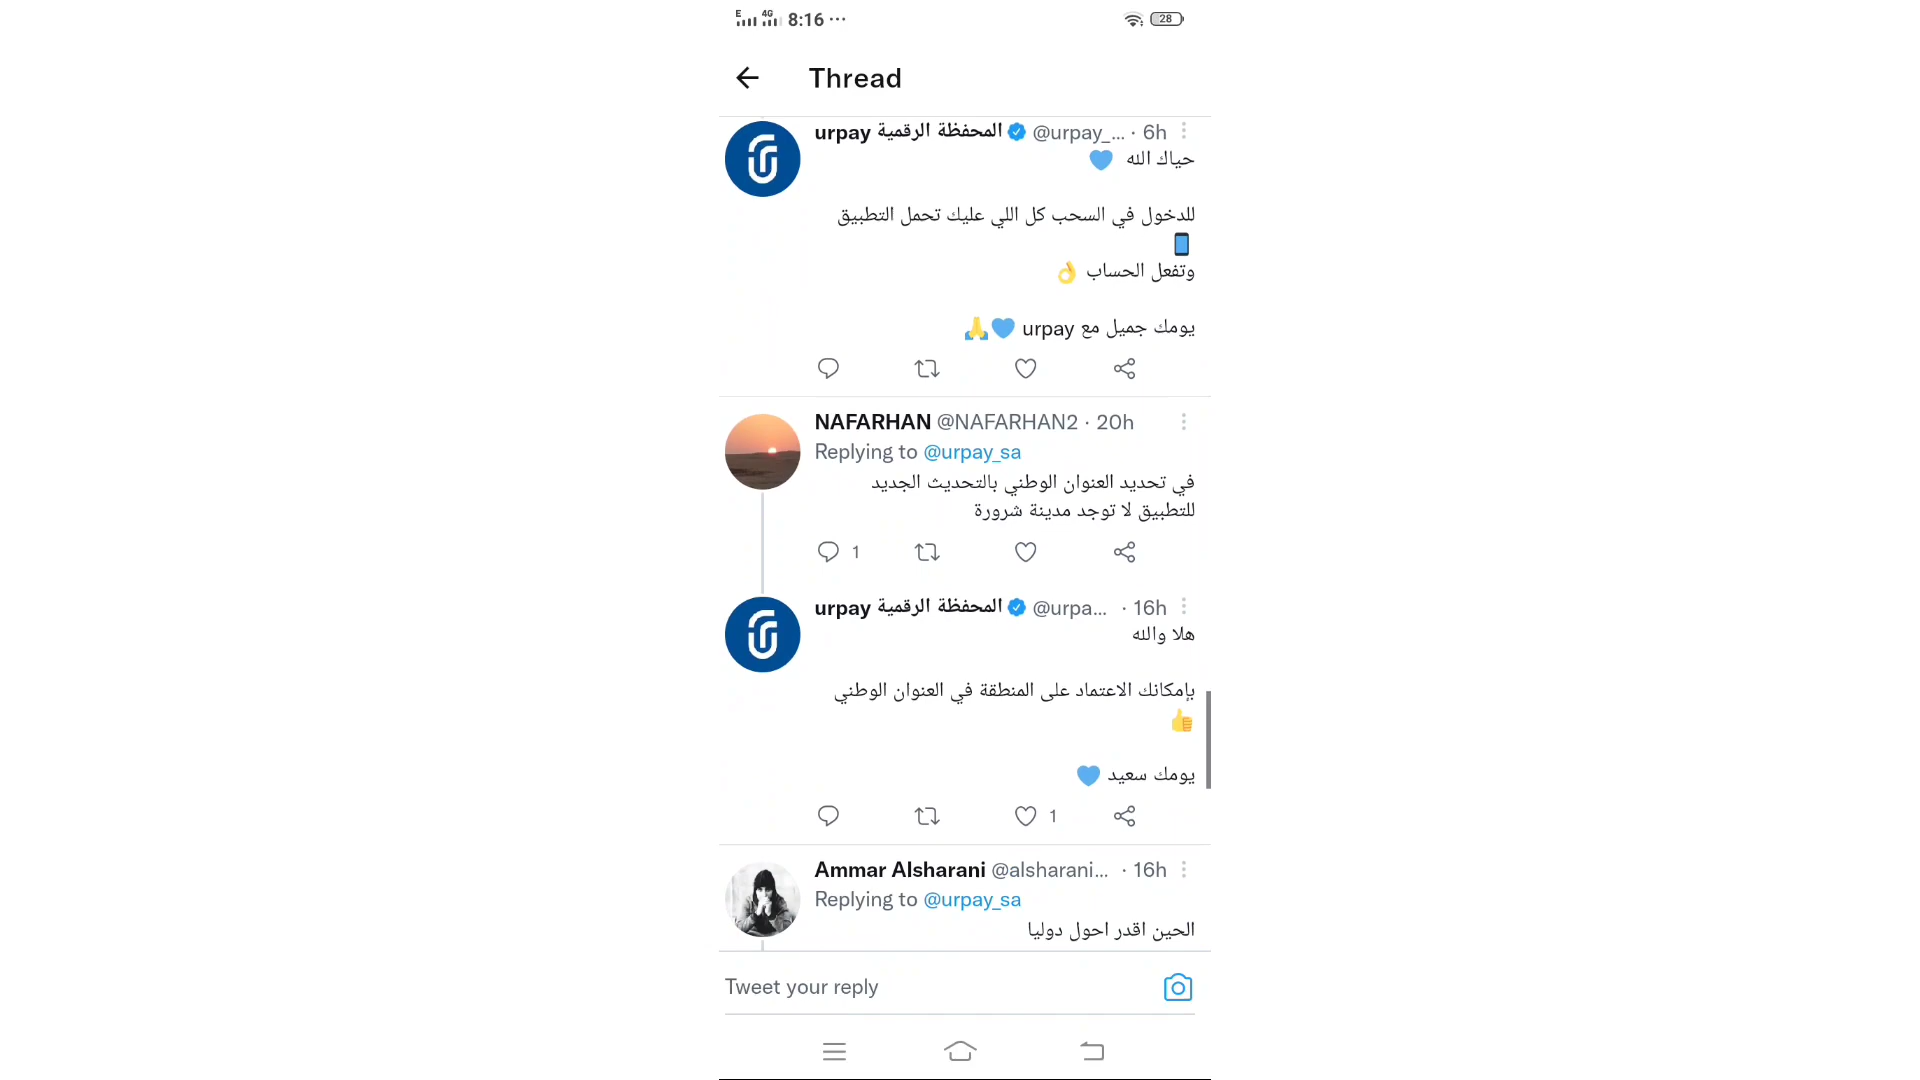 E 4G 8:16 ... 28
Thread
urpay المحفظة الرقمية @urpay_... · 6h
حياك الله 💙
للدخول في السحب كل اللي عليك تحمل التطبيق
📱
وتفعل الحساب 👌
يومك جميل مع urpay 💙🙏
NAFARHAN @NAFARHAN2 · 20h
Replying to @urpay_sa
في تحديد العنوان الوطني بالتحديث الجديد
للتطبيق لا توجد مدينة شرورة
1
urpay المحفظة الرقمية @urpa... · 16h
هلا والله
بإمكانك الاعتماد على المنطقة في العنوان الوطني
👍
يومك سعيد 💙
1
Ammar Alsharani @alsharani... · 16h
Replying to @urpay_sa
الحين اقدر احول دوليا
Tweet your reply